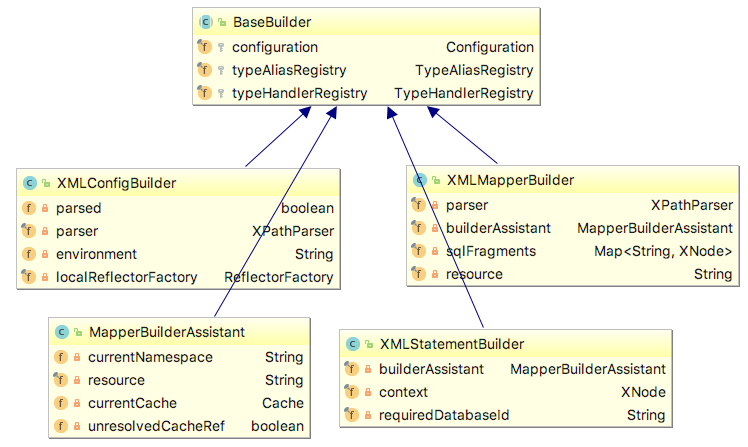 BaseBuilder
configuration Configuration
typeAliasRegistry TypeAliasRegistry
typeHandlerRegistry TypeHandlerRegistry
XMLConfigBuilder
parsed boolean
parser XPathParser
environment String
localReflectorFactory ReflectorFactory
XMLMapperBuilder
parser XPathParser
builderAssistant MapperBuilderAssistant
sqlFragments Map<String, XNode>
resource String
MapperBuilderAssistant
currentNamespace String
resource String
currentCache Cache
unresolvedCacheRef boolean
XMLStatementBuilder
builderAssistant MapperBuilderAssistant
context XNode
requiredDatabaseId String